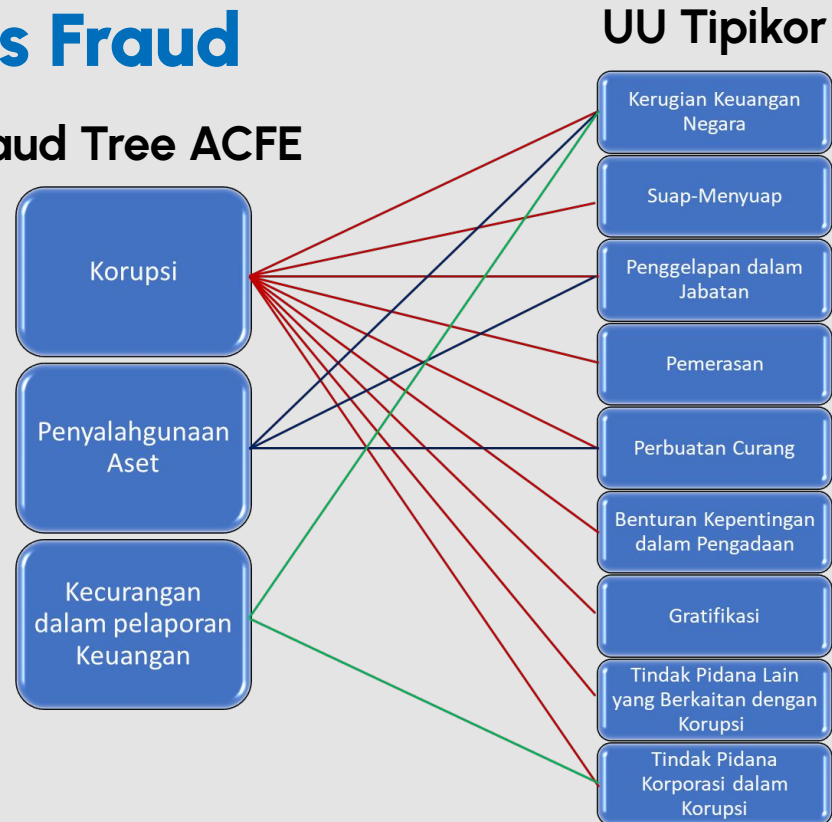 s Fraud
aud Tree ACFE
Korupsi
Penyalahgunaan
Aset
Kecurangan
dalam pelaporan
Keuangan
UU Tipikor
Kerugian Keuangan
Negara
Suap-Menyuap
Penggelapan dalam
Jabatan
Pemerasan
Perbuatan Curang
Benturan Kepentingan
dalam Pengadaan
Gratifikasi
Tindak Pidana Lain
yang Berkaitan dengan
Korupsi
Tindak Pidana
Korporasi dalam
Korupsi